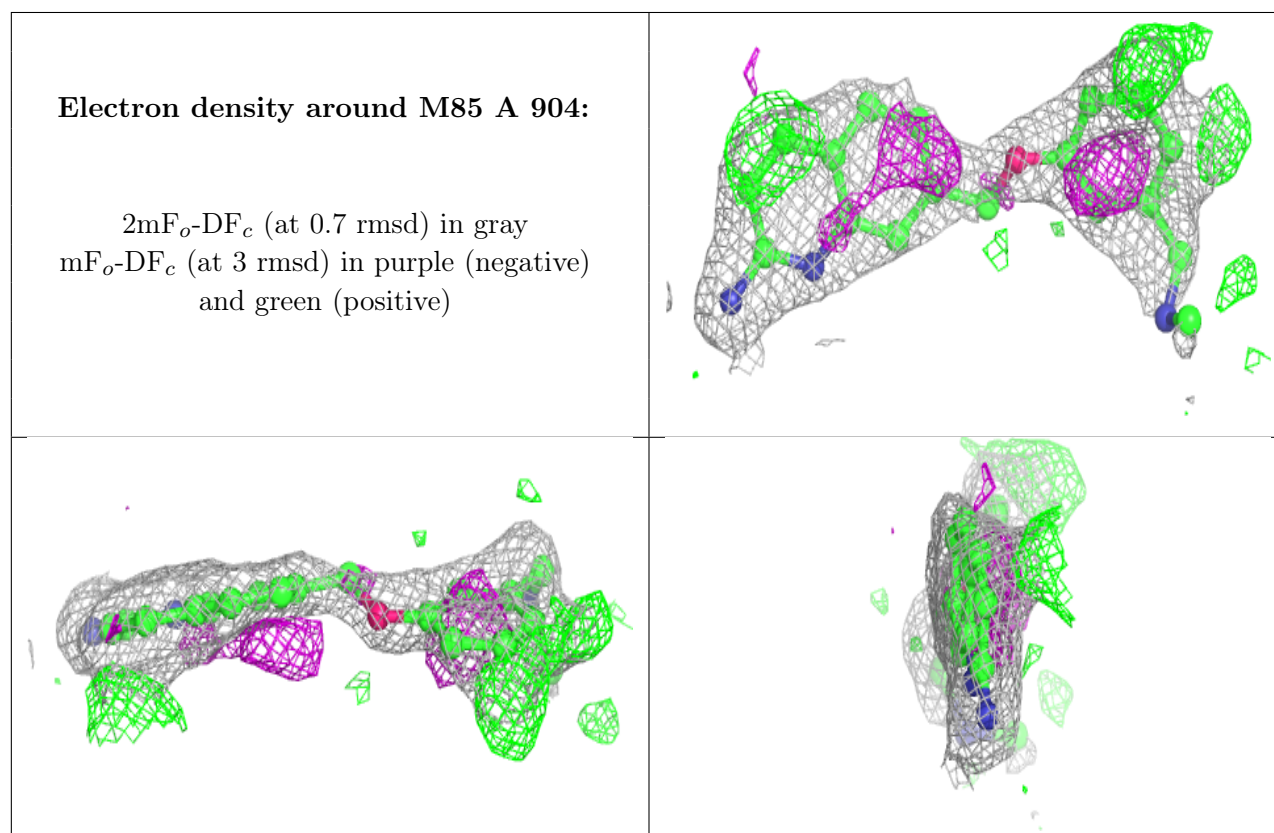 Electron density around M85 A 904:
2mFo-DFc (at 0.7 rmsd) in gray
mFo-DFc (at 3 rmsd) in purple (negative)
and green (positive)